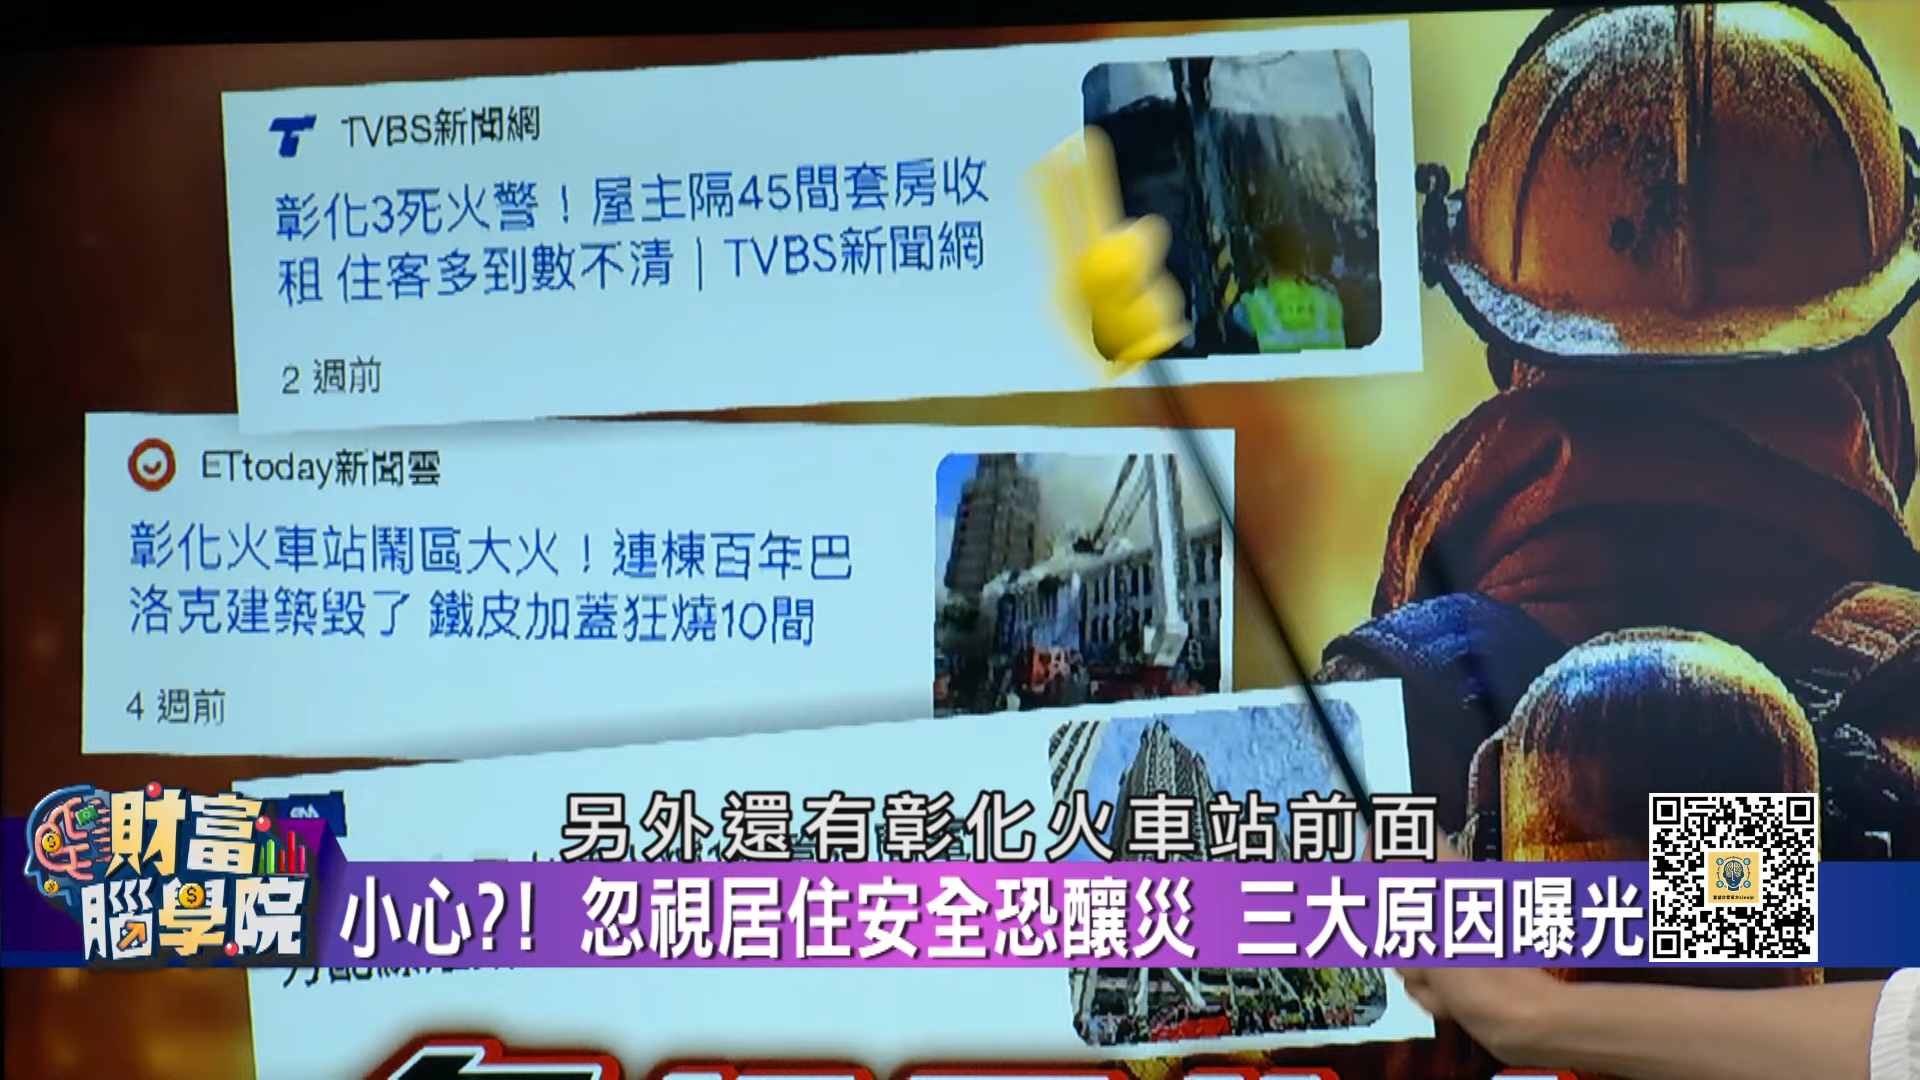 TVBS新聞網
彰化3死火警！屋主隔45間套房收
租 住客多到數不清 | TVBS新聞網
2 週前
ETtoday新聞雲
彰化火車站鬧區大火！連棟百年巴
洛克建築毀了 鐵皮加蓋狂燒10間
4 週前
另外還有彰化火車站前面
財富
腦學院
小心?! 忽視居住安全恐釀災 三大原因曝光